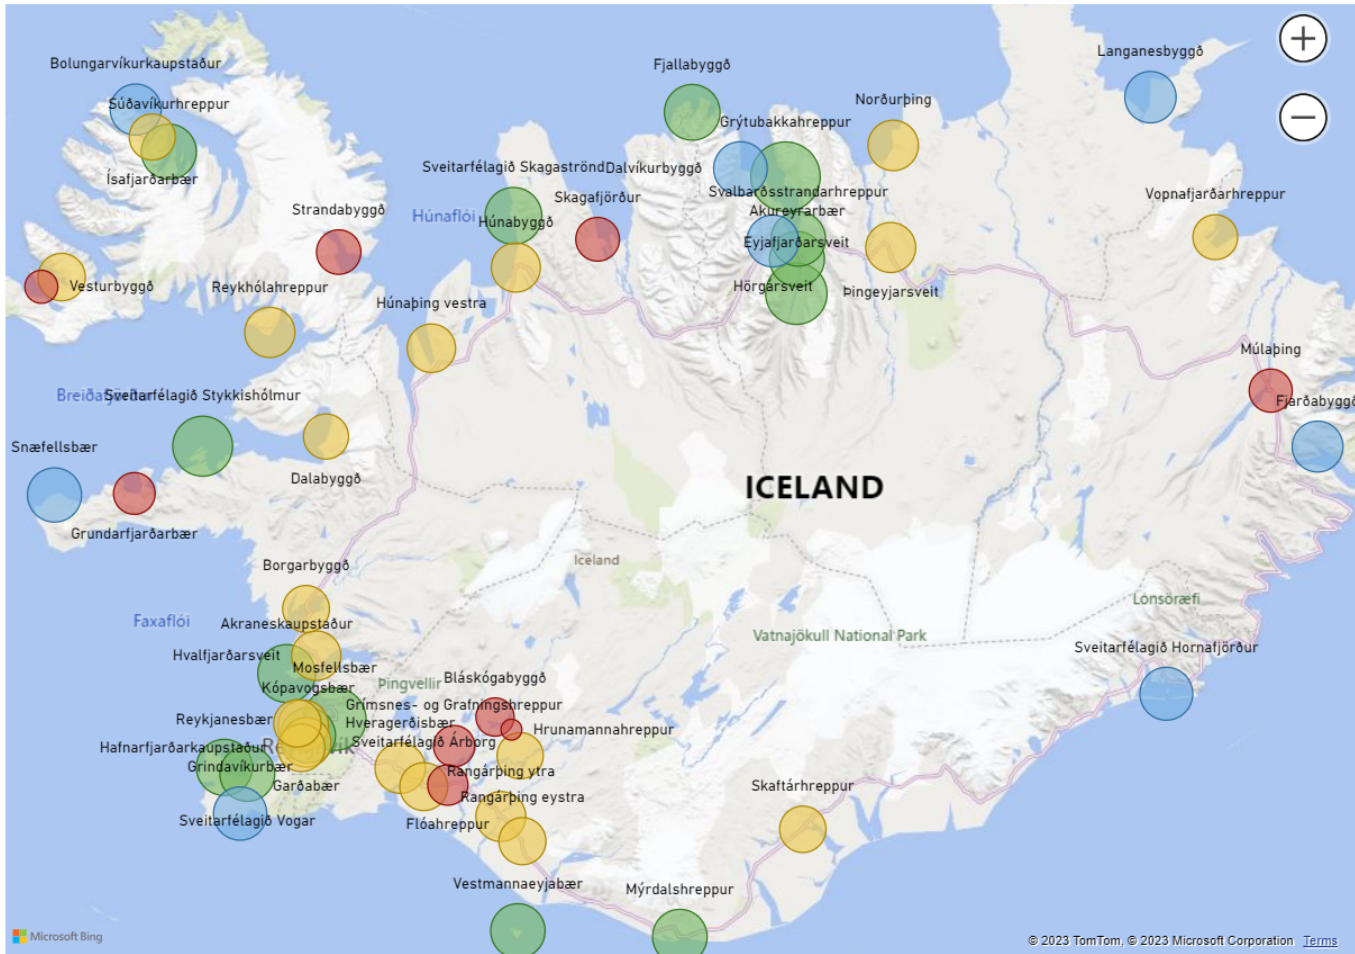 Bolungarvíkurkaupstaður
Fjallabyggð
Langanesbyggð
+
−
Súðavíkurhreppur
Norðurþing
Grýtubakkahreppur
Sveitarfélagið Skagaströnd
Dalvíkurbyggð
Ísafjarðarbær
Svalbarðsstrandarhreppur
Skagafjörður
Vopnafjarðarhreppur
Strandabyggð
Húnaflói
Húnabyggð
Akureyrarbær
Eyjafjarðarsveit
Vesturbyggð
Reykhólahreppur
Hörgársveit
Þingeyjarsveit
Húnaþing vestra
Múlaþing
Sveitarfélagið Stykkishólmur
Fjarðabyggð
Snæfellsbær
Dalabyggð
ICELAND
Grundarfjarðarbær
Iceland
Borgarbyggð
Lónsöræfi
Faxaflói
Akraneskaupstaður
Vatnajökull National Park
Sveitarfélagið Hornafjörður
Hvalfjarðarsveit
Mosfellsbær
Bláskógabyggð
Þingvellir
Kópavogsbær
Grímsnes- og Grafningshreppur
Reykjanesbær
Hveragerðisbær
Hrunamannahreppur
Sveitarfélagið Árborg
Hafnarfjarðarkaupstaður
Grindavíkurbær
Rangárþing ytra
Garðabær
Skaftárhreppur
Rangárþing eystra
Sveitarfélagið Vogar
Flóahreppur
Vestmannaeyjabær
Mýrdalshreppur
Microsoft Bing
© 2023 TomTom, © 2023 Microsoft Corporation Terms